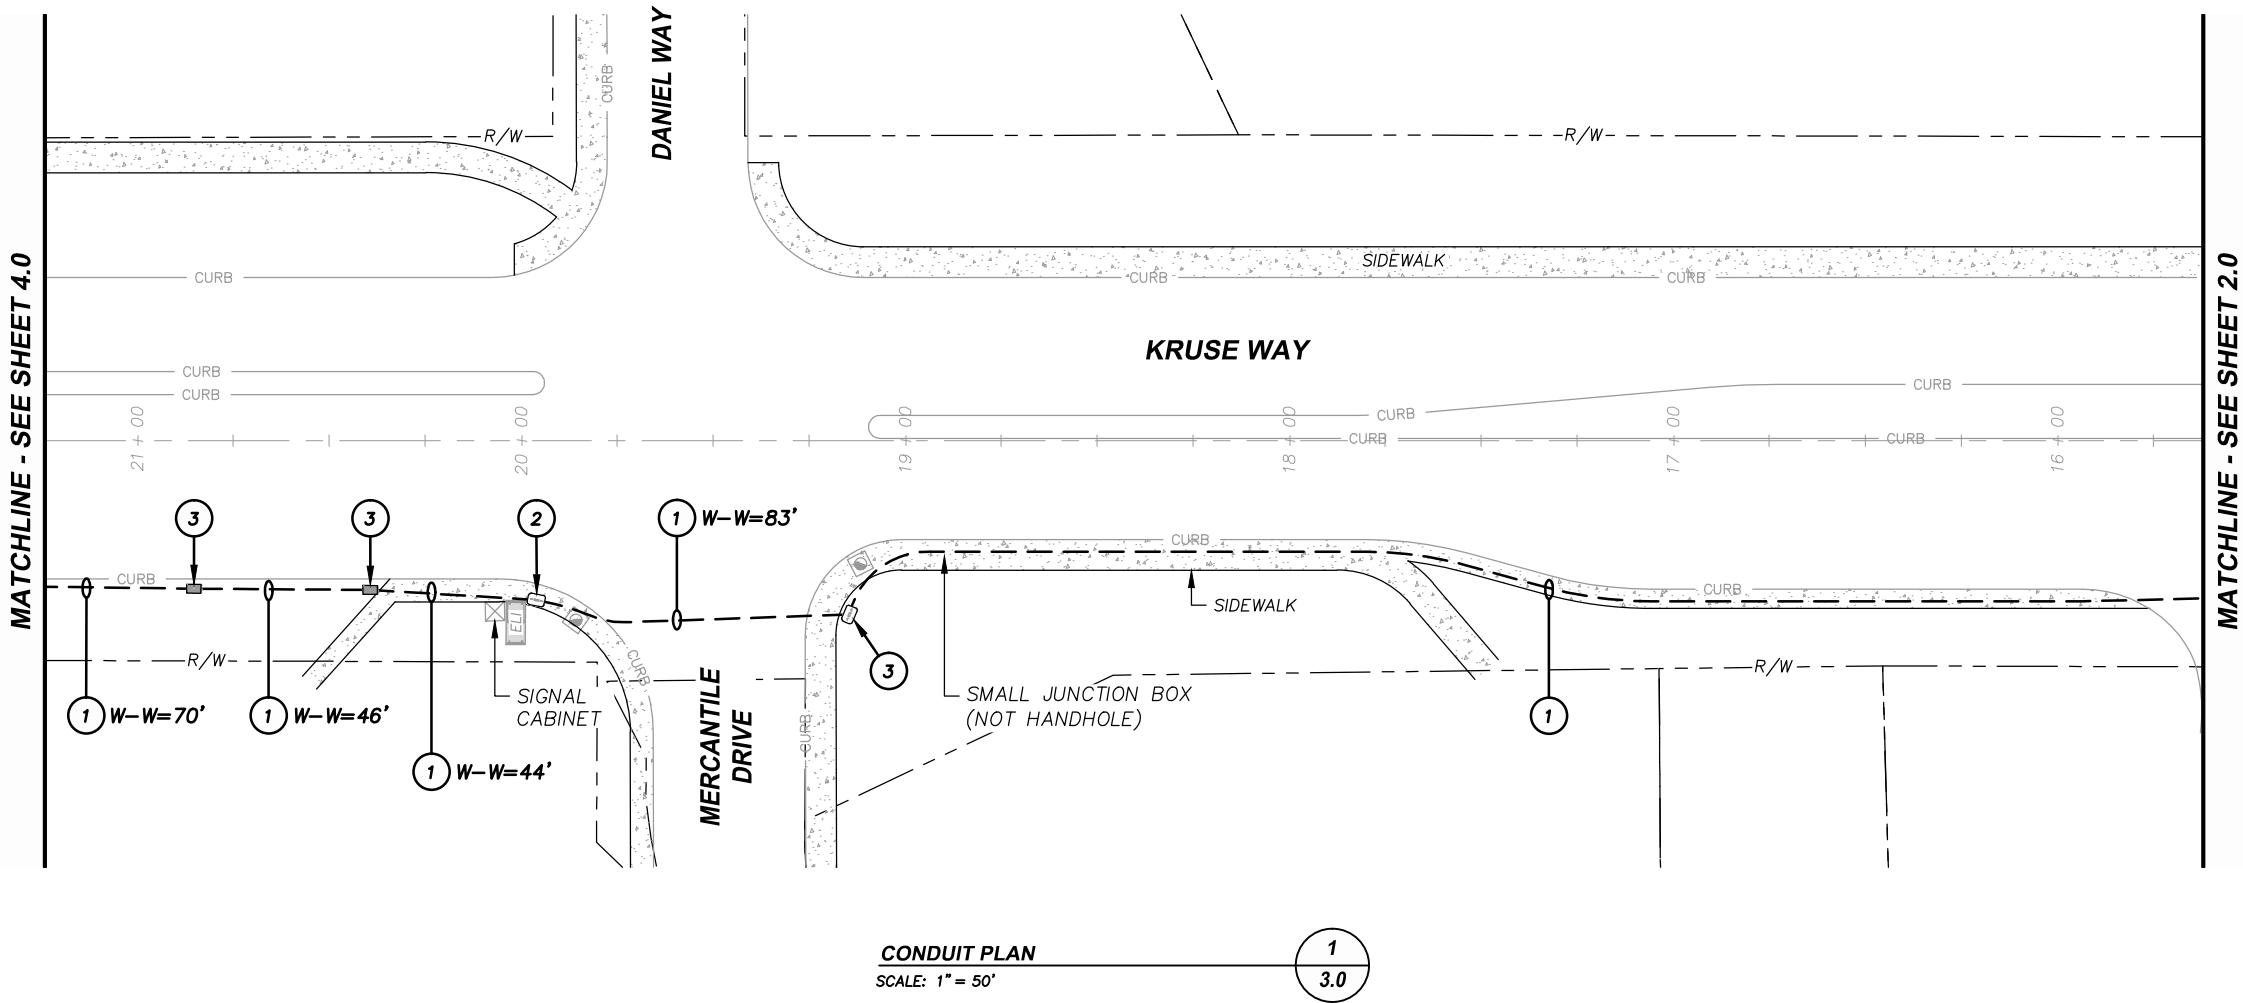 DANIEL WAY
CURB
R/W
R/W
SIDEWALK
CURB
CURB
CURB
MATCHLINE - SEE SHEET 4.0
MATCHLINE - SEE SHEET 2.0
KRUSE WAY
CURB
CURB
CURB
CURB
CURB
CURB
21+00
20+00
19+00
18+00
17+00
16+00
3
3
2
1 W-W=83'
CURB
CURB
CURB
SIDEWALK
ELI
CURB
R/W
R/W
3
1 W-W=70'
1 W-W=46'
SIGNAL
CABINET
MERCANTILE
DRIVE
CURB
SMALL JUNCTION BOX
(NOT HANDHOLE)
1
1 W-W=44'
CONDUIT PLAN
SCALE: 1"= 50'
1
3.0